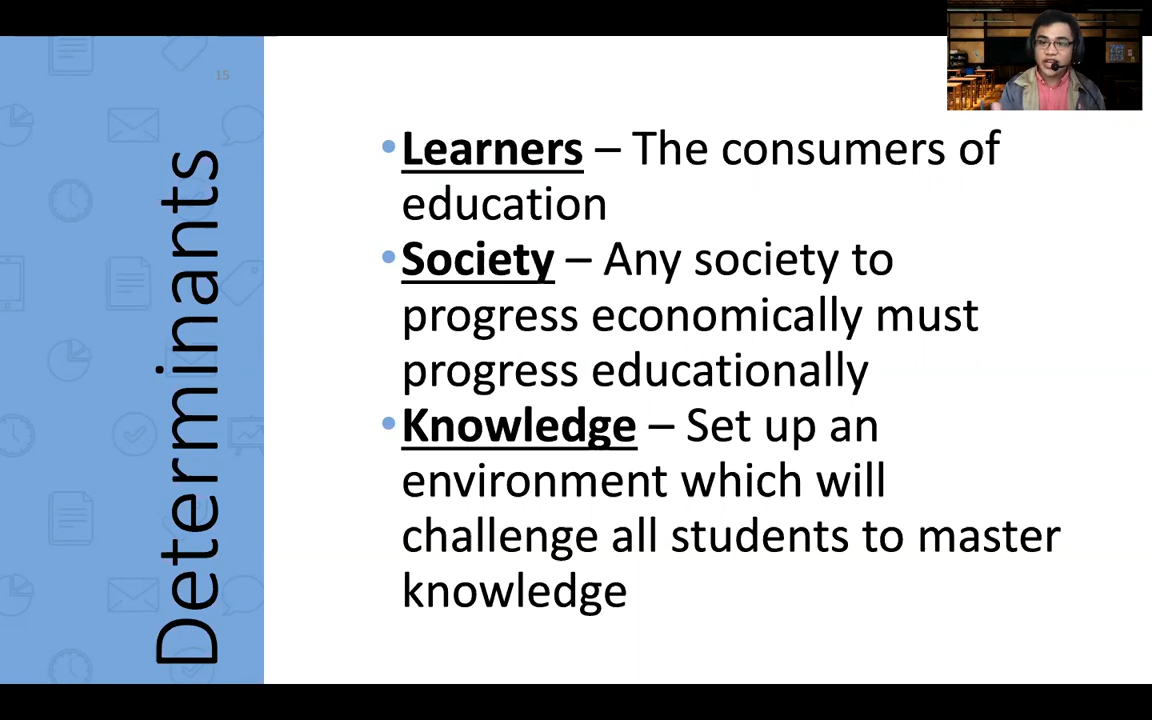 15
Determinants
•Learners – The consumers of
education
•Society – Any society to
progress economically must
progress educationally
•Knowledge – Set up an
environment which will
challenge all students to master
knowledge